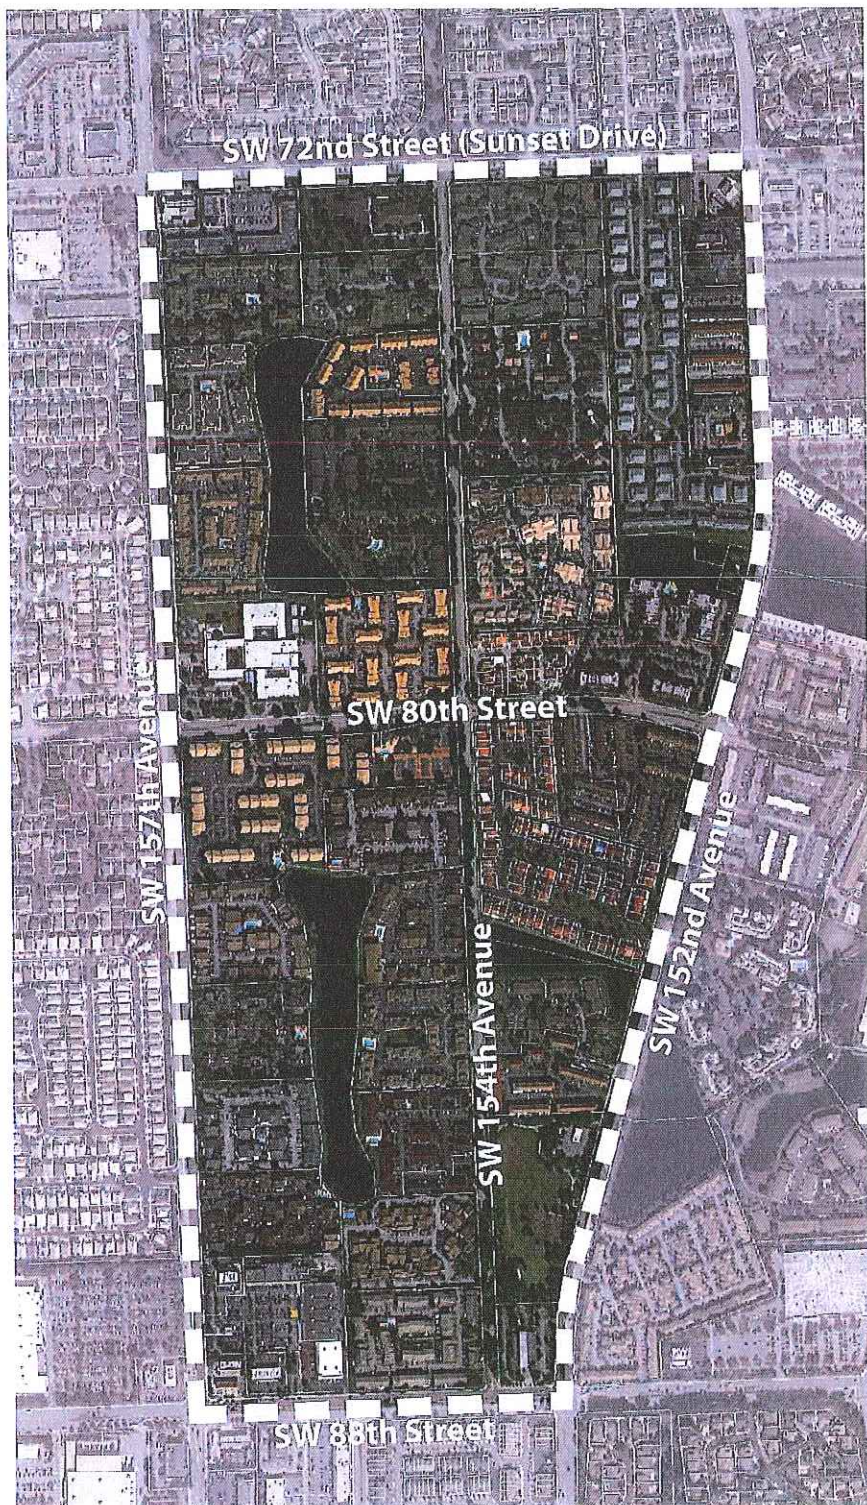 SW 72nd Street (Sunset Drive)
SW 80th Street
SW 157th Avenue
SW 152nd Avenue
SW 154th Avenue
SW 88th Street